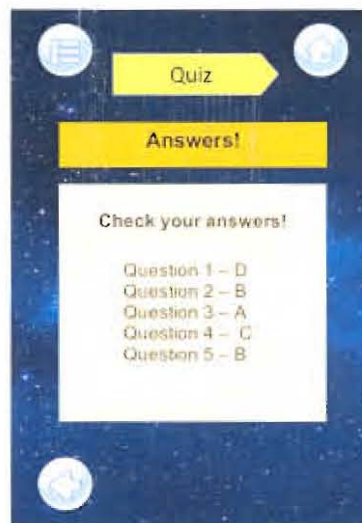 Quiz
Answers!
Check your answers!
Question 1 – D
Question 2 – B
Question 3 – A
Question 4 – C
Question 5 – B